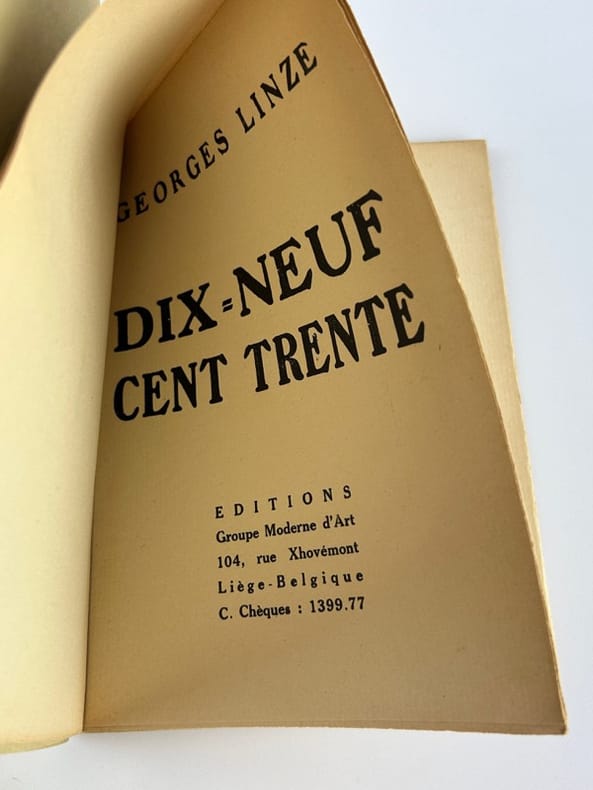 GEORGES LINZE
DIX=NEUF
CENT TRENTE
EDITIONS
Groupe Moderne d'Art
104, rue Xhovémont
Liège-Belgique
C. Chèques : 1399.77